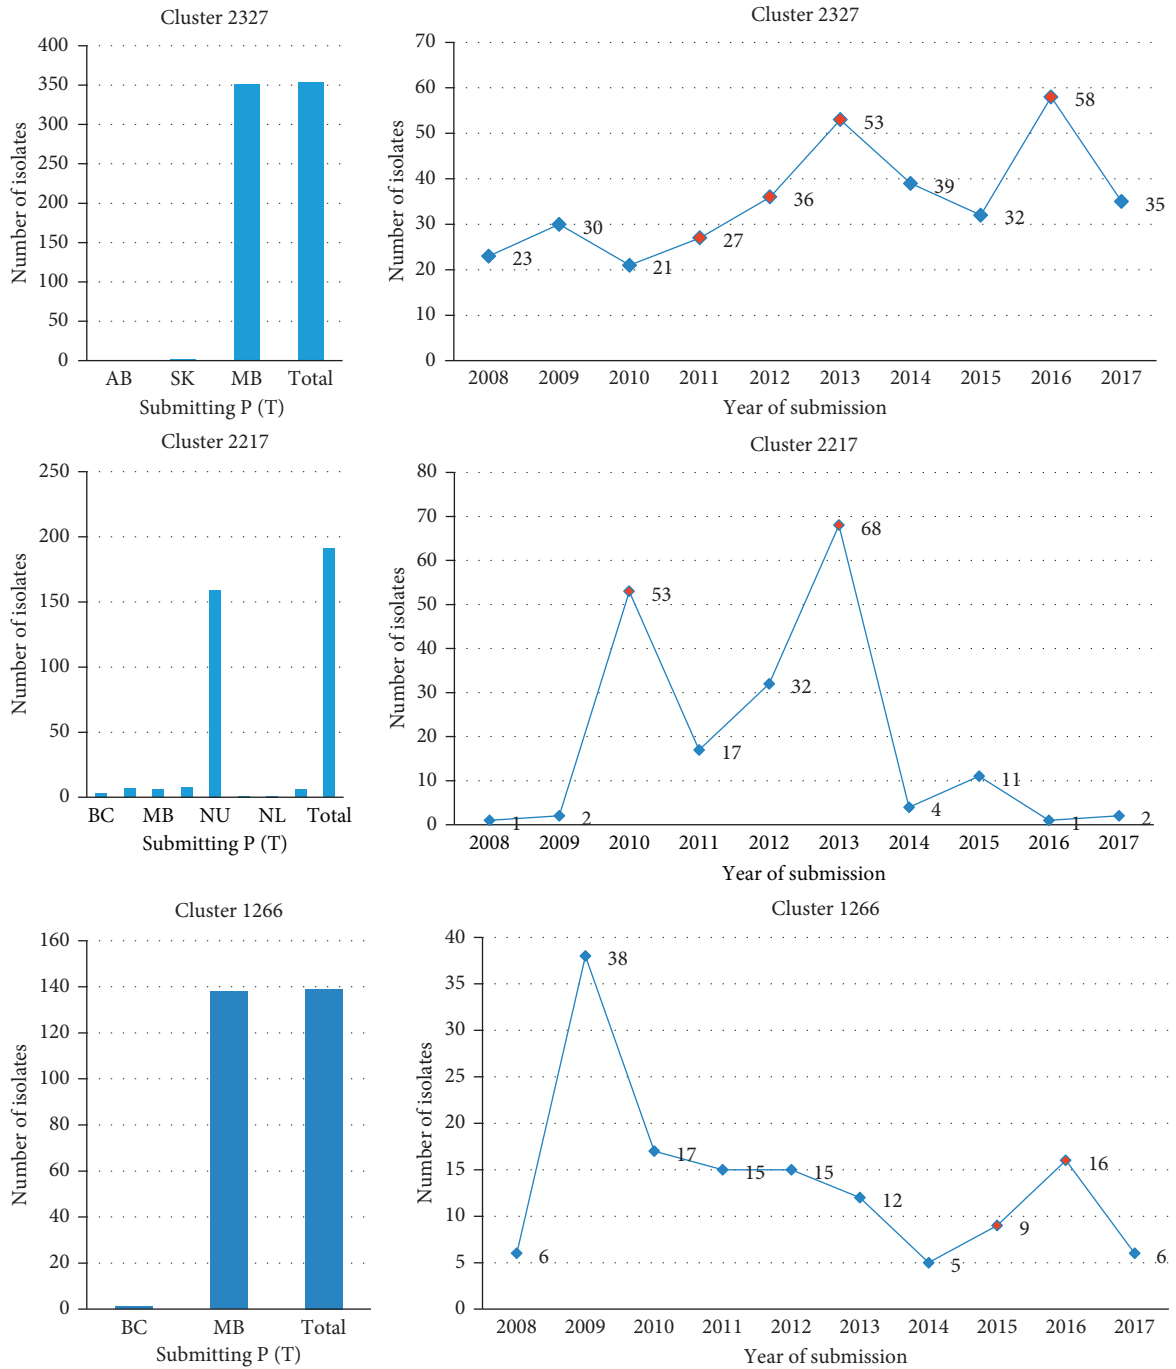 Cluster 2327
400
350
300
250
200
150
100
50
0
Number of isolates
AB SK MB Total
Submitting P (T)
Cluster 2327
70
60
50
40
30
20
10
0
Number of isolates
23 30 21 27 36 53 39 32 58 35
2008 2009 2010 2011 2012 2013 2014 2015 2016 2017
Year of submission
Cluster 2217
250
200
150
100
50
0
Number of isolates
BC MB NU NL Total
Submitting P (T)
Cluster 2217
80
70
60
50
40
30
20
10
0
Number of isolates
1 2 53 17 32 68 4 11 1 2
2008 2009 2010 2011 2012 2013 2014 2015 2016 2017
Year of submission
Cluster 1266
160
140
120
100
80
60
40
20
0
Number of isolates
BC MB Total
Submitting P (T)
Cluster 1266
40
35
30
25
20
15
10
5
0
Number of isolates
6 38 17 15 15 12 5 9 16 6
2008 2009 2010 2011 2012 2013 2014 2015 2016 2017
Year of submission